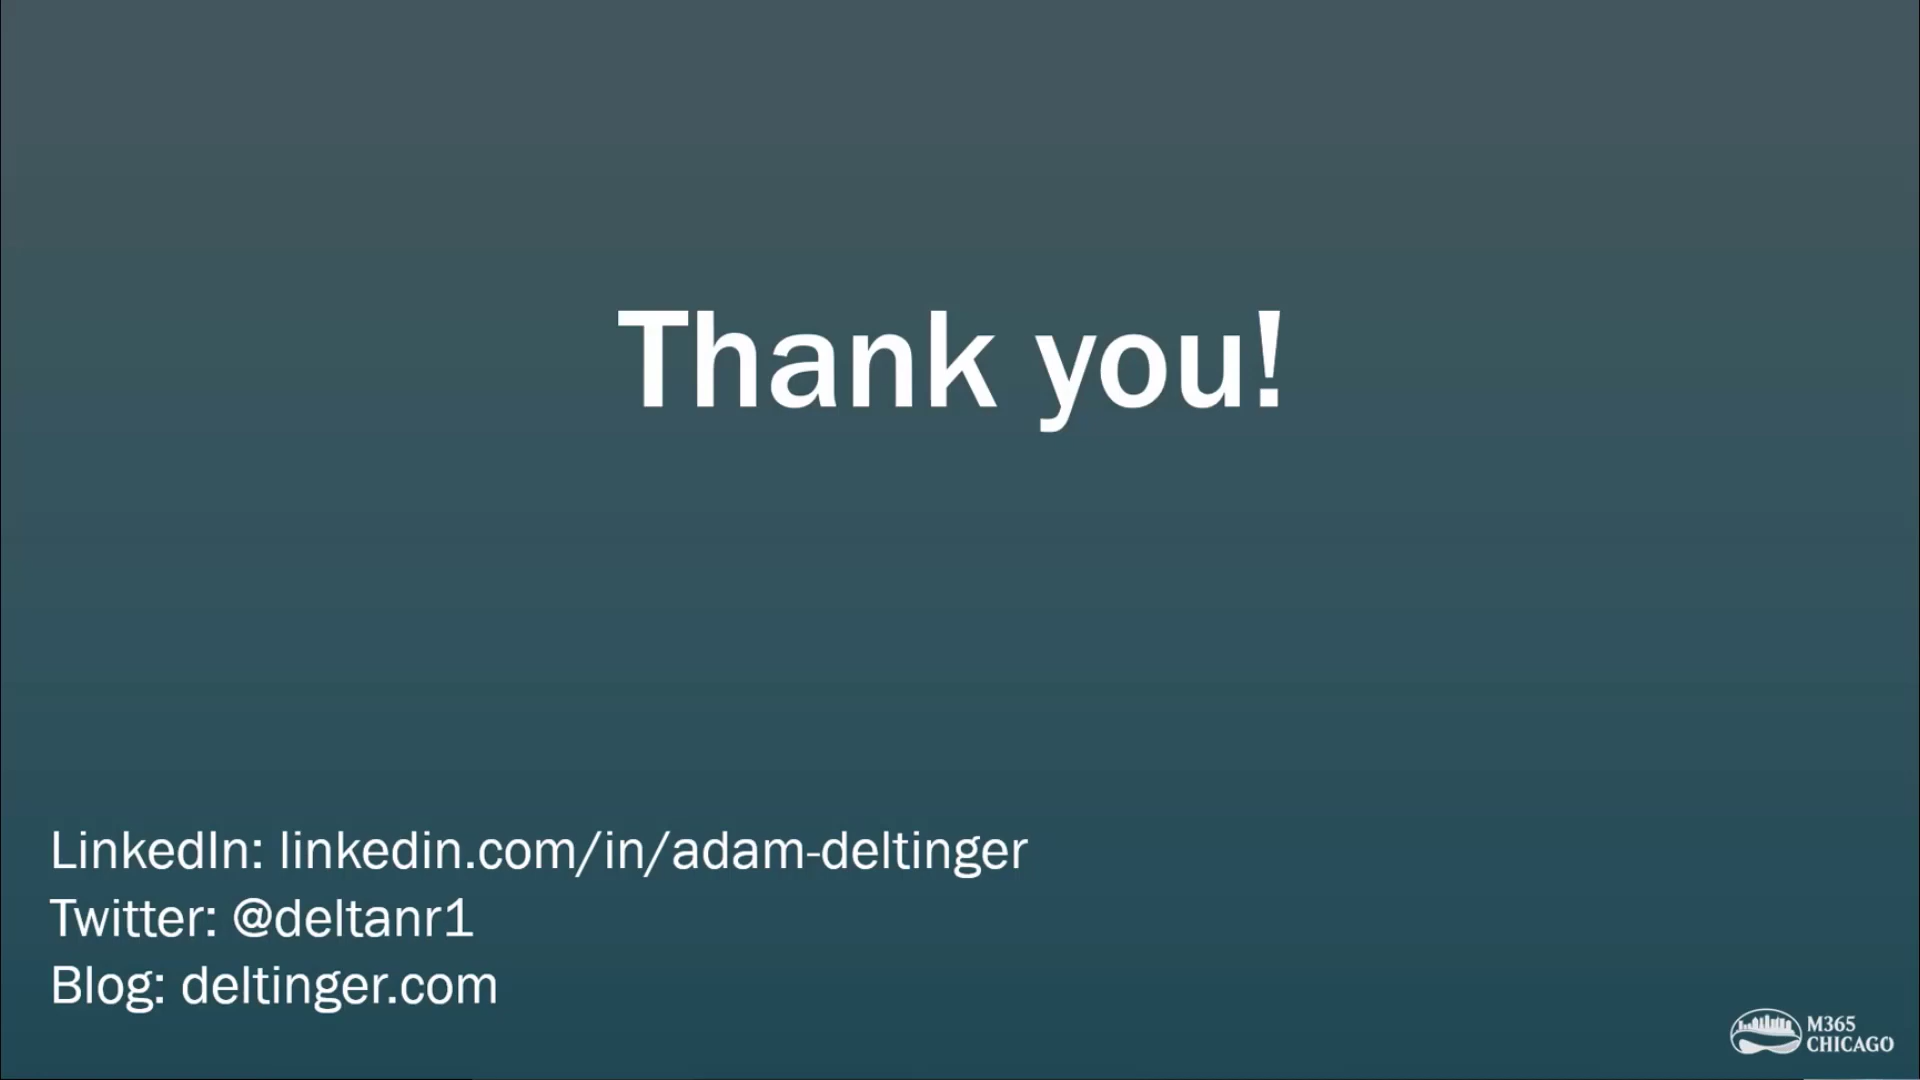 Thank you!
LinkedIn: linkedin.com/in/adam-deltinger
Twitter: @deltanr1
Blog: deltinger.com
M365
CHICAGO